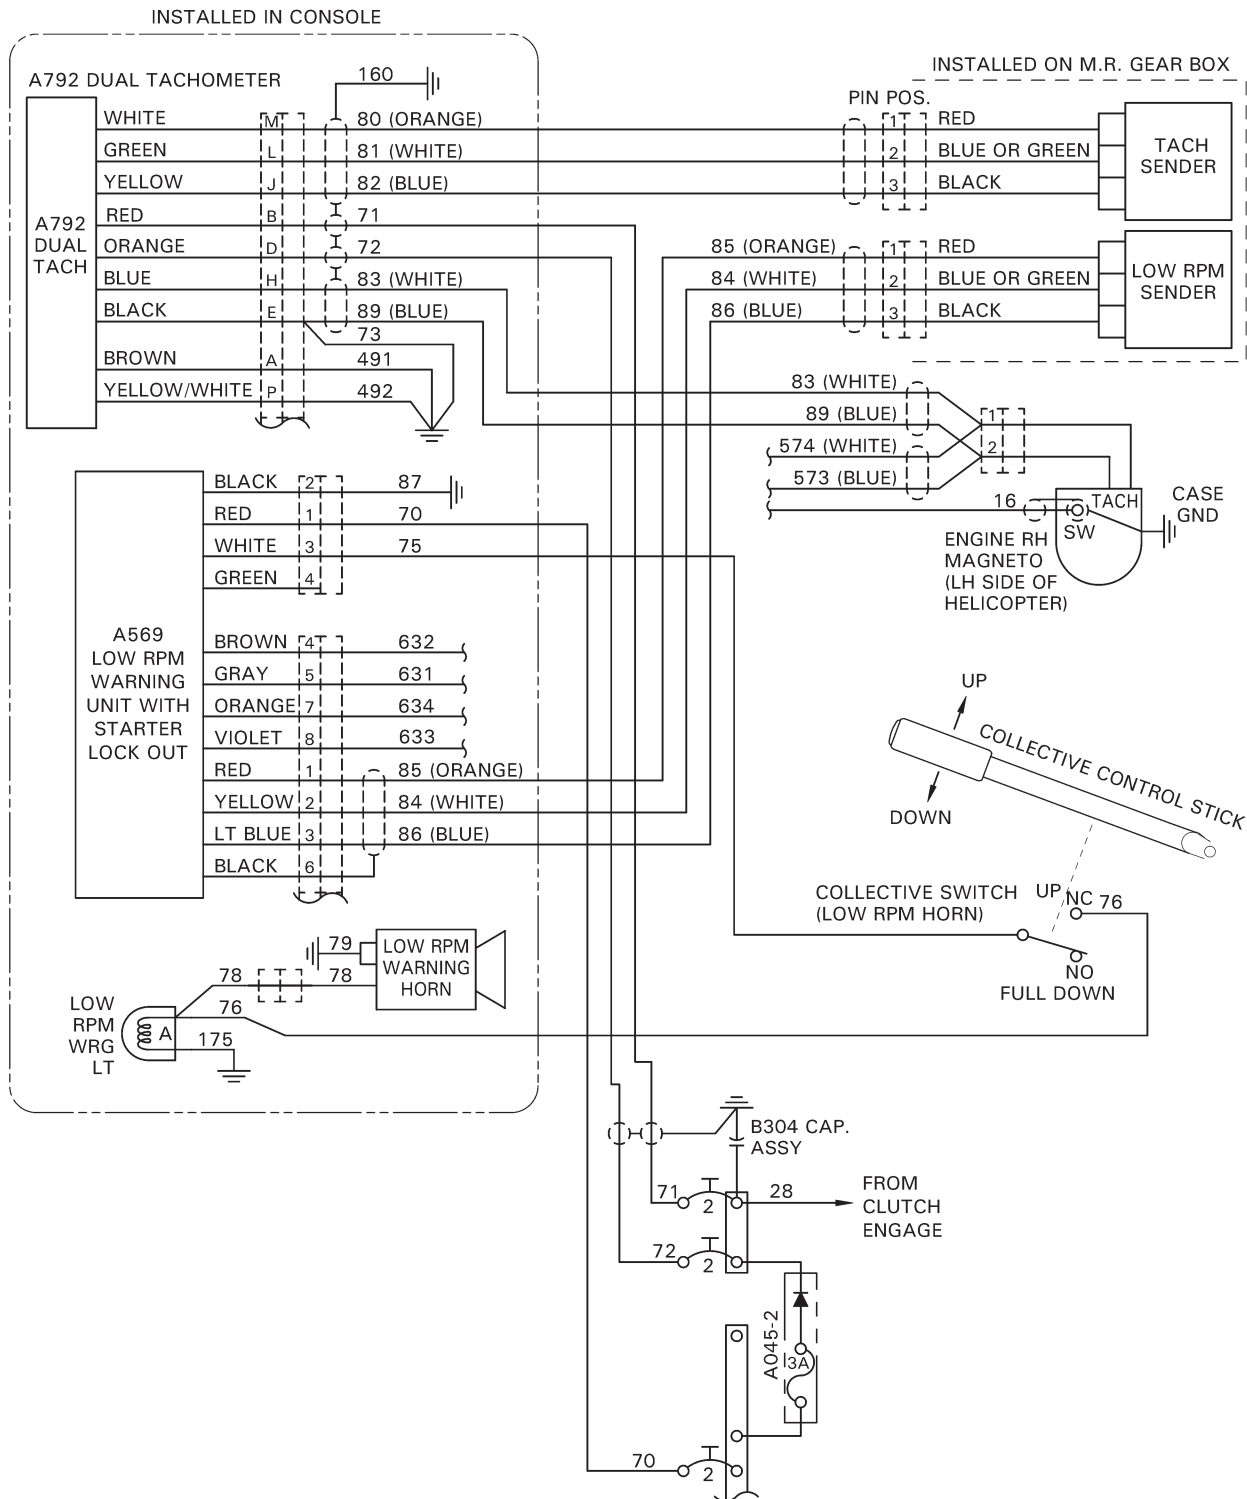 INSTALLED IN CONSOLE
A792 DUAL TACHOMETER
160
INSTALLED ON M.R. GEAR BOX
PIN POS.
WHITE M 80 (ORANGE) 1 RED
GREEN L 81 (WHITE) 2 BLUE OR GREEN
YELLOW J 82 (BLUE) 3 BLACK
TACH
SENDER
A792
DUAL
TACH
RED B 71
ORANGE D 72
BLUE H 83 (WHITE)
BLACK E 89 (BLUE)
73
BROWN A 491
YELLOW/WHITE P 492
85 (ORANGE) 1 RED
84 (WHITE) 2 BLUE OR GREEN
86 (BLUE) 3 BLACK
LOW RPM
SENDER
83 (WHITE)
89 (BLUE) 1
574 (WHITE) 2
573 (BLUE)
16
TACH
SW
CASE
GND
ENGINE RH
MAGNETO
(LH SIDE OF
HELICOPTER)
BLACK 2 87
RED 1 70
WHITE 3 75
GREEN 4
A569
LOW RPM
WARNING
UNIT WITH
STARTER
LOCK OUT
BROWN 4 632
GRAY 5 631
ORANGE 7 634
VIOLET 8 633
RED 1 85 (ORANGE)
YELLOW 2 84 (WHITE)
LT BLUE 3 86 (BLUE)
BLACK 6
UP
COLLECTIVE CONTROL STICK
DOWN
COLLECTIVE SWITCH
(LOW RPM HORN)
UP
NC 76
NO
FULL DOWN
79
LOW RPM
WARNING
HORN
78 78
76
LOW
RPM
WRG
LT
A
175
B304 CAP.
ASSY
71 2 28
FROM
CLUTCH
ENGAGE
72 2
A045-2
3A
70 2